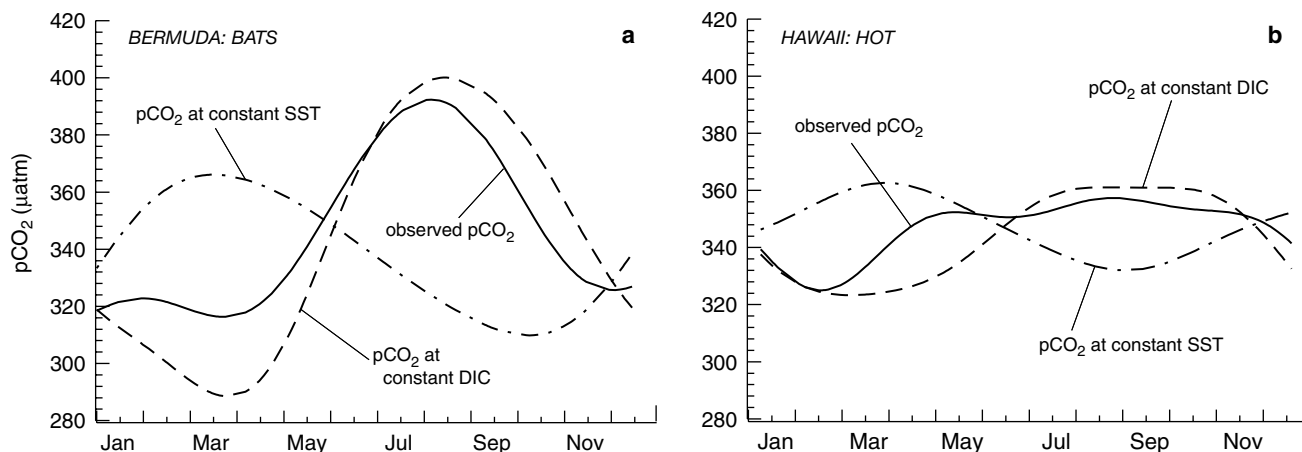 BERMUDA: BATS
a
pCO₂ (µatm)
420
400
380
360
340
320
300
280
pCO₂ at constant SST
observed pCO₂
pCO₂ at
constant DIC
Jan Mar May Jul Sep Nov
HAWAII: HOT
b
420
400
380
360
340
320
300
280
pCO₂ at constant DIC
observed pCO₂
pCO₂ at constant SST
Jan Mar May Jul Sep Nov